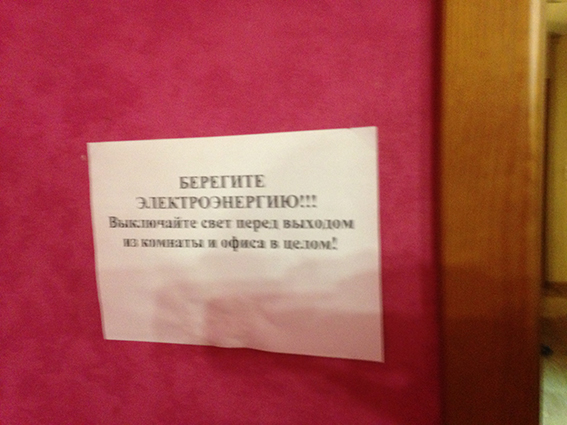 БЕРЕГИТЕ
ЭЛЕКТРОЭНЕРГИЮ!!!
Выключайте свет перед выходом
из комнаты и офиса в целом!